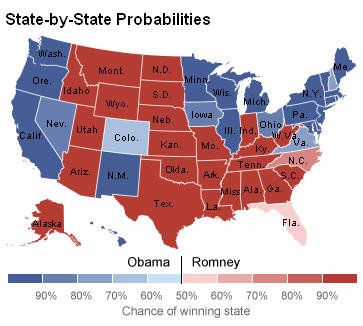 State-by-State Probabilities
Wash.
Ore.
Calif.
Nev.
Idaho
Mont.
Wyo.
Utah
Ariz.
Colo.
N.M.
N.D.
S.D.
Neb.
Kan.
Okla.
Tex.
Minn.
Iowa
Mo.
Ark.
La.
Wis.
Ill.
Mich.
Ind.
Ohio
Ky.
Tenn.
Miss.
Ala.
Ga.
Fla.
S.C.
N.C.
Va.
W.Va.
Pa.
N.Y.
Me.
Alaska
Obama Romney
90% 80% 70% 60% 50% 60% 70% 80% 90%
Chance of winning state